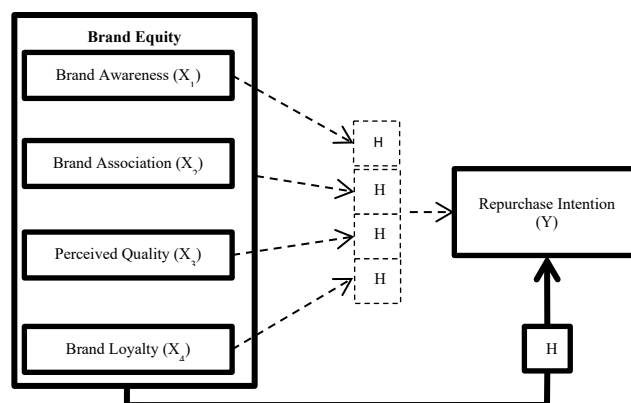 Brand Equity
Brand Awareness (X1)
H
Brand Association (X2)
H
Repurchase Intention
(Y)
Perceived Quality (X3)
H
H
Brand Loyalty (X4)
H